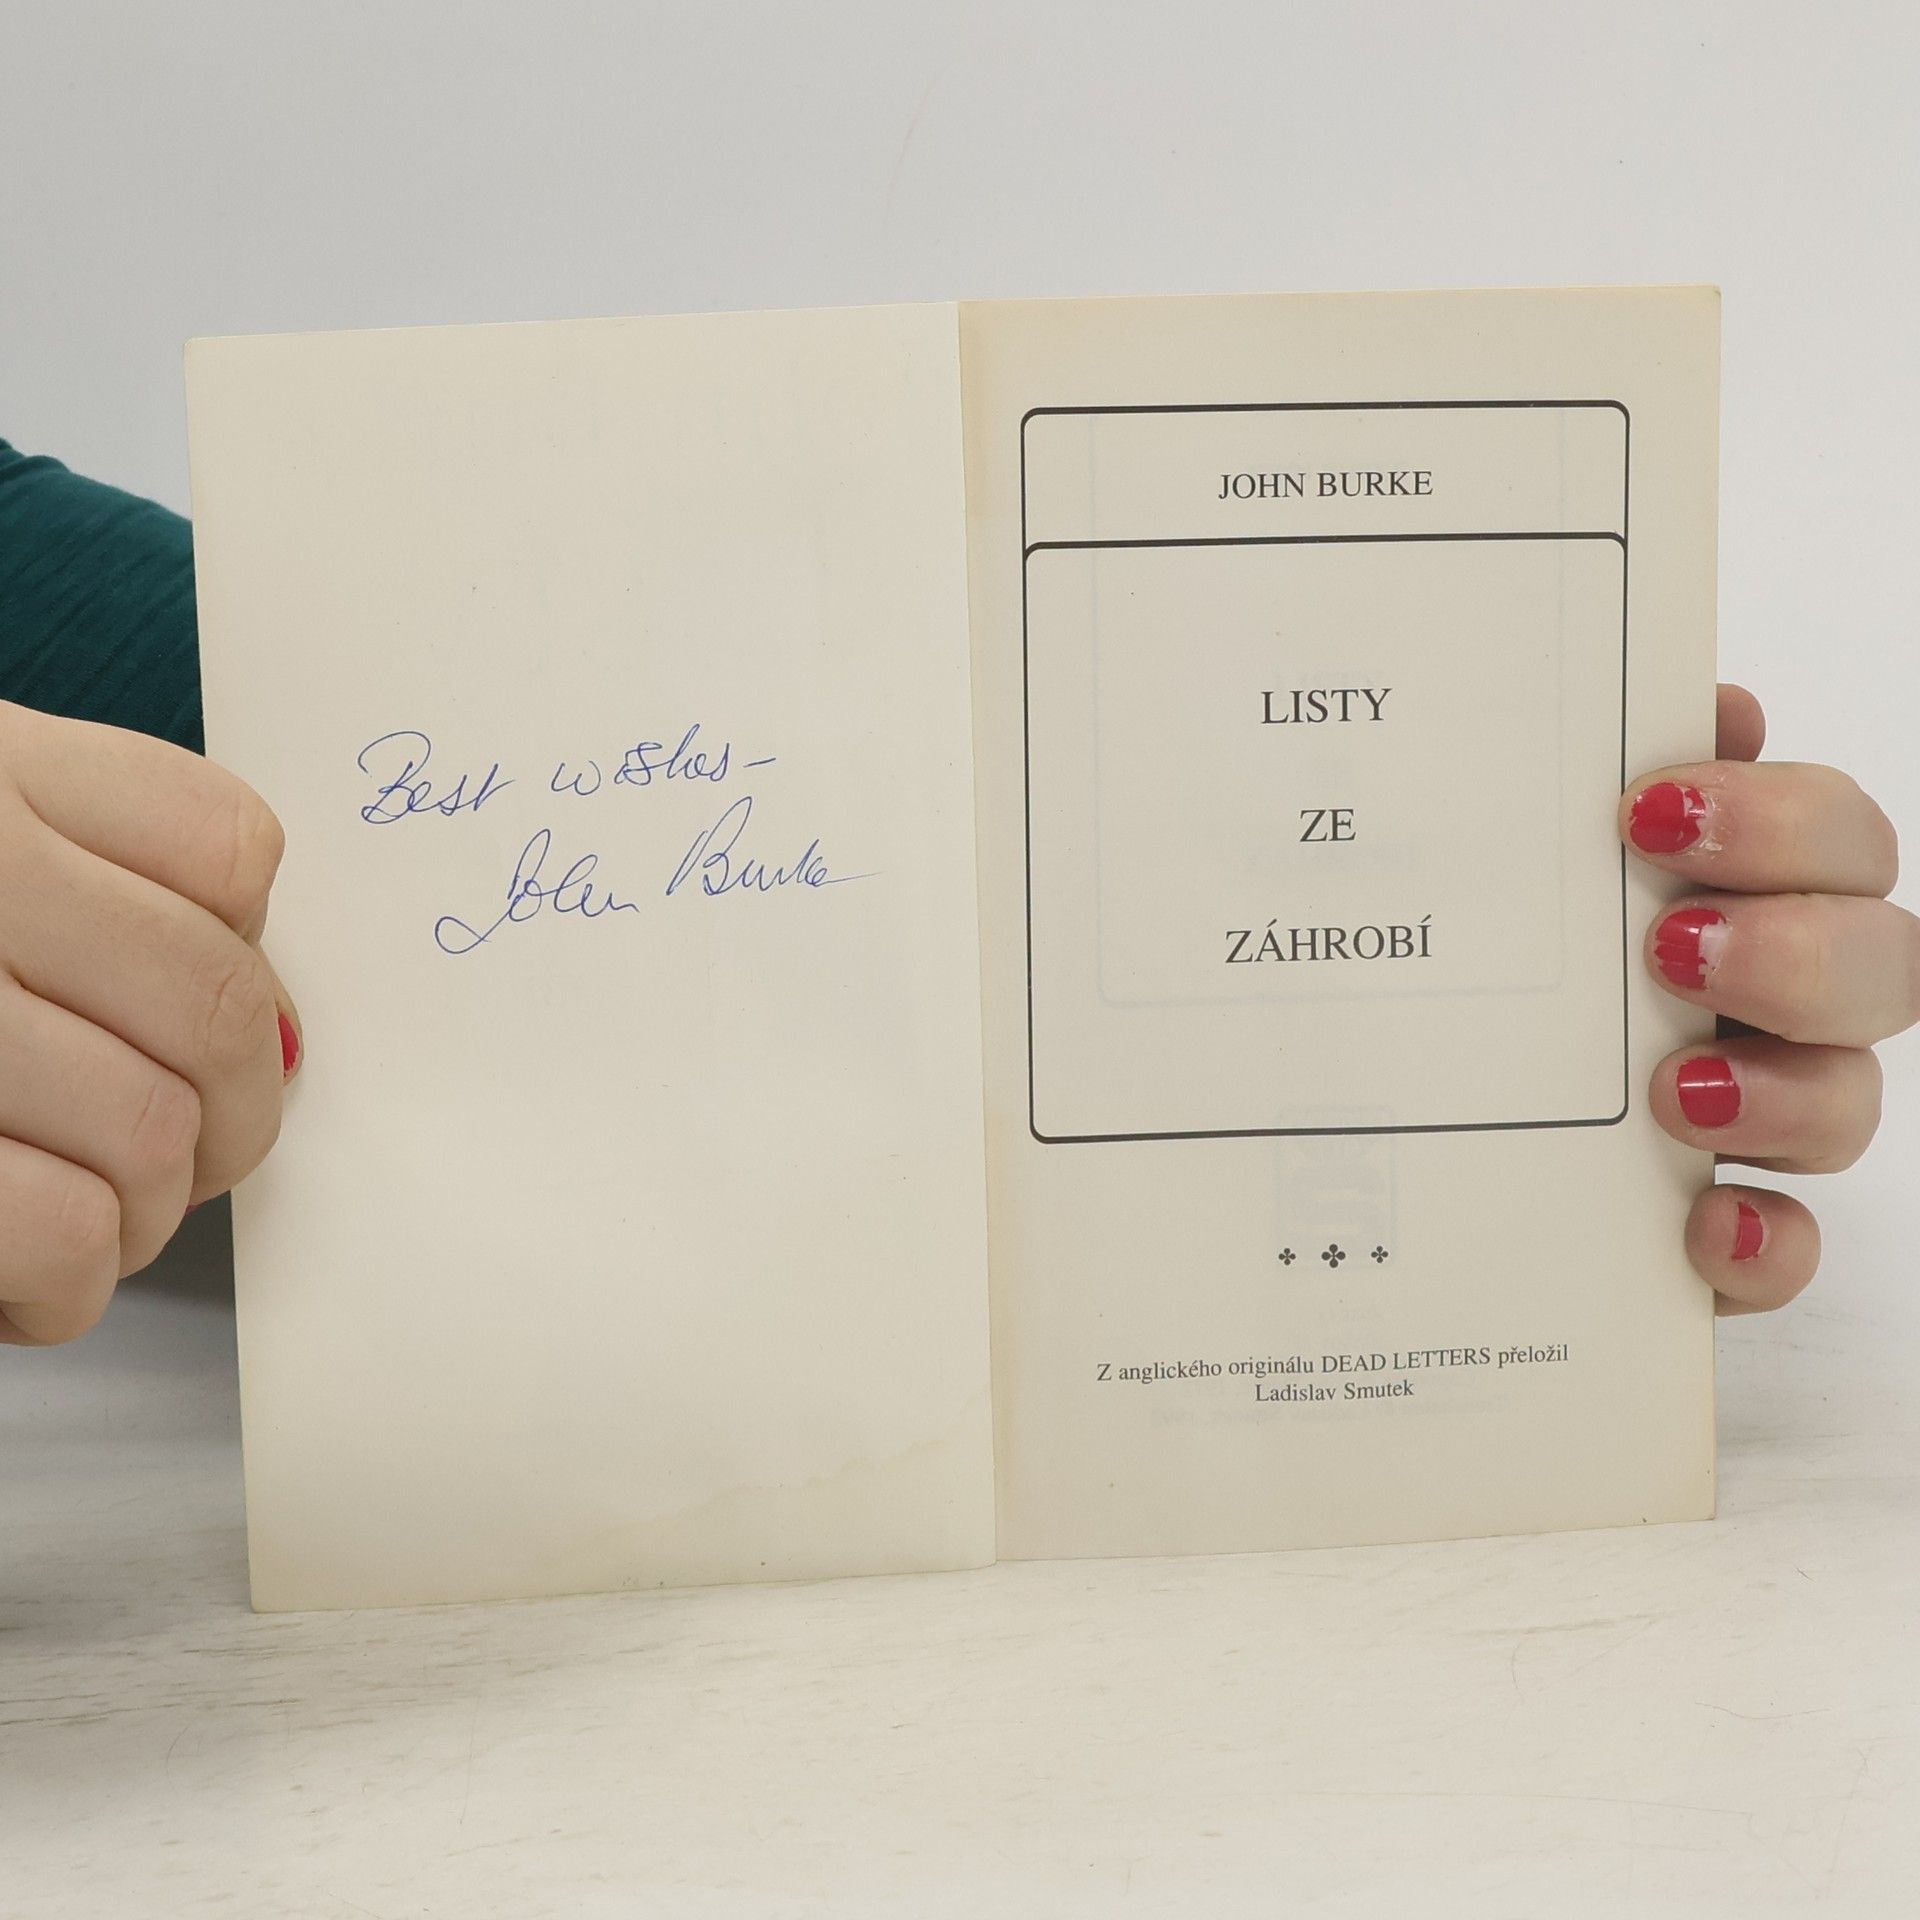 Best wishes –
John Burke
JOHN BURKE
LISTY
ZE
ZÁHROBÍ
Z anglického originálu DEAD LETTERS přeložil
Ladislav Smutek